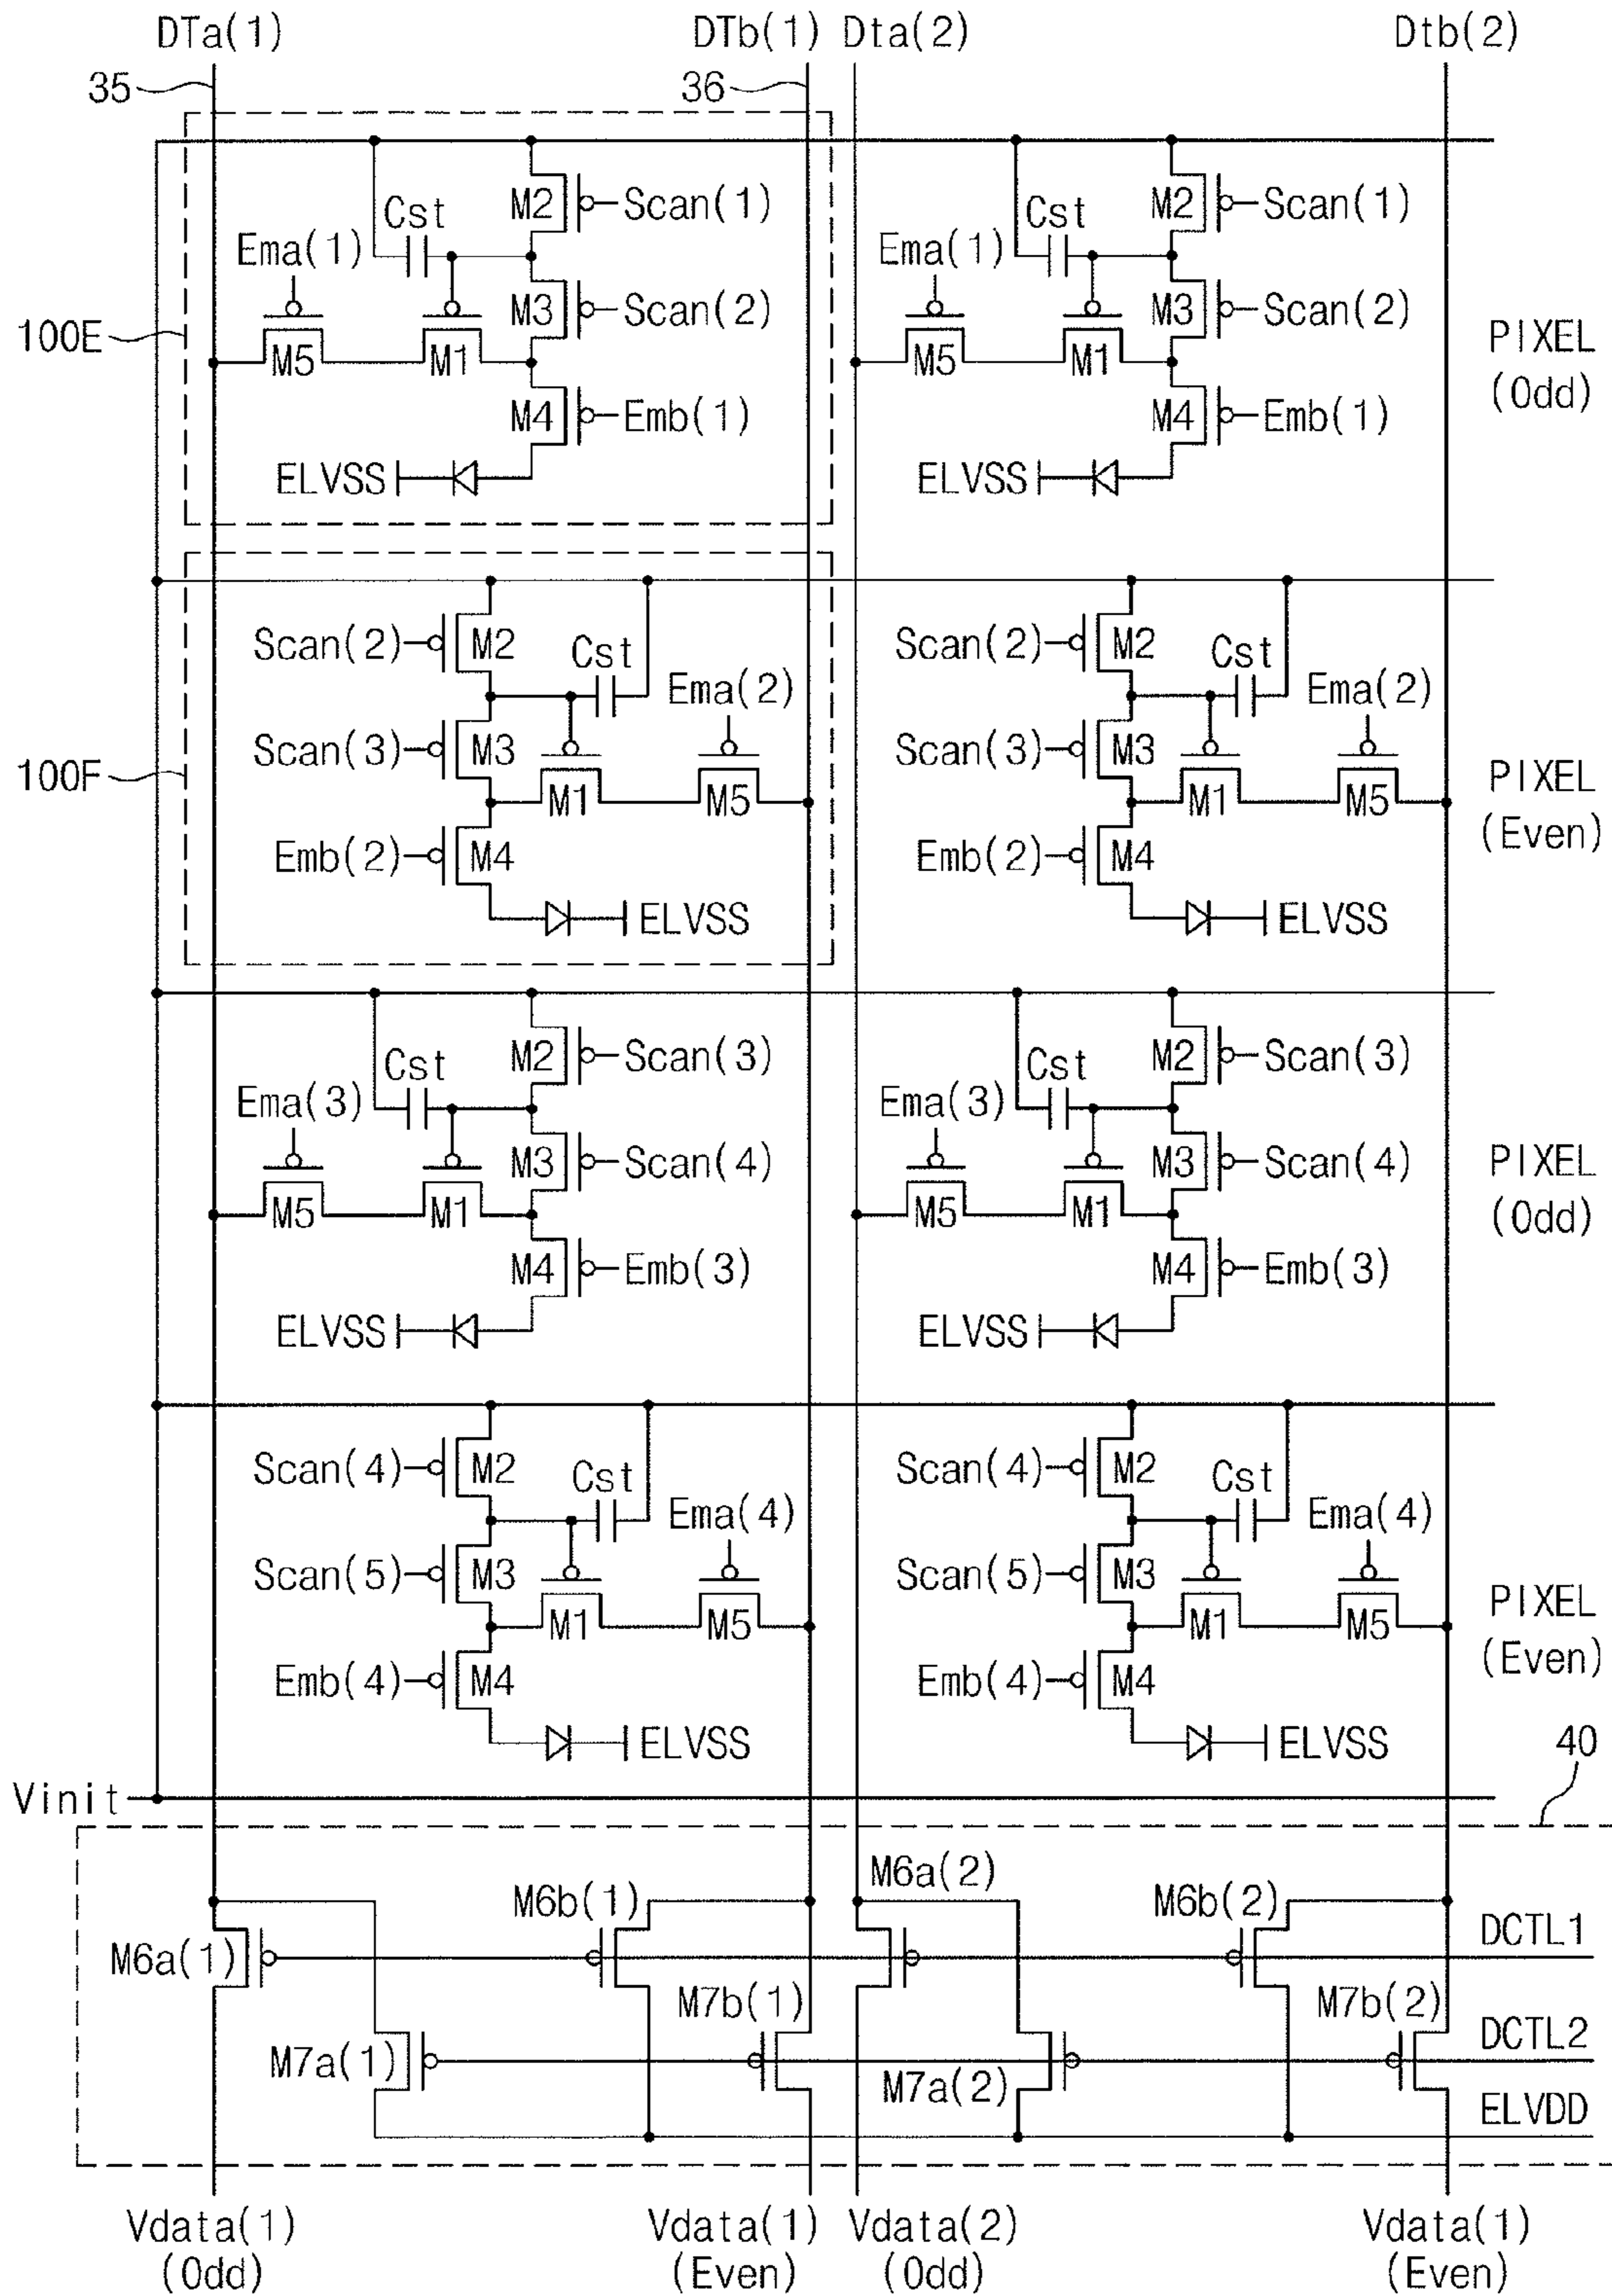 DTa(1) DTb(1) Dta(2) Dtb(2)
35 36
M2 Scan(1) M2 Scan(1)
Cst Cst
Ema(1) Ema(1)
M3 Scan(2) M3 Scan(2)
100E PIXEL
M5 M1 M5 M1
(Odd)
M4 Emb(1) M4 Emb(1)
ELVSS ELVSS
Scan(2) M2 Scan(2) M2
Cst Cst
Ema(2) Ema(2)
Scan(3) M3 Scan(3) M3
100F PIXEL
M1 M5 M1 M5
(Even)
Emb(2) M4 Emb(2) M4
ELVSS ELVSS
M2 Scan(3) M2 Scan(3)
Cst Cst
Ema(3) Ema(3)
M3 Scan(4) M3 Scan(4) PIXEL
M5 M1 M5 M1 (Odd)
M4 Emb(3) M4 Emb(3)
ELVSS ELVSS
Scan(4) M2 Scan(4) M2
Cst Cst
Ema(4) Ema(4)
Scan(5) M3 Scan(5) M3
PIXEL
M1 M5 M1 M5
(Even)
Emb(4) M4 Emb(4) M4
ELVSS ELVSS 40
Vinit
M6a(2)
M6b(1) M6b(2)
DCTL1
M6a(1)
M7b(1) M7b(2)
DCTL2
M7a(1) M7a(2)
ELVDD
Vdata(1) Vdata(1) Vdata(2) Vdata(1)
(Odd) (Even) (Odd) (Even)